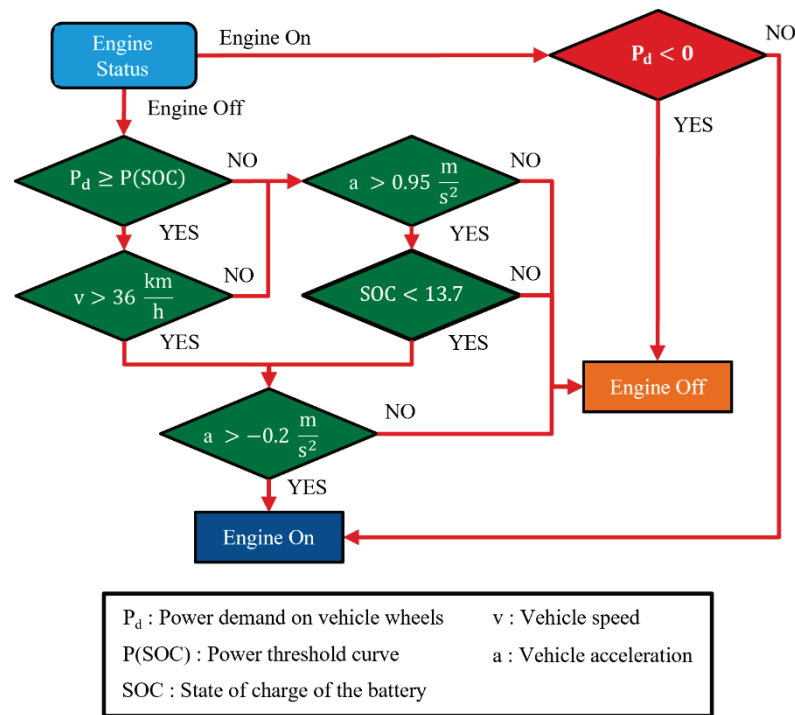 Engine
Status
Engine On
P_d < 0
NO
Engine Off
YES
P_d ≥ P(SOC)
NO
a > 0.95 m/s²
NO
YES
YES
v > 36 km/h
NO
SOC < 13.7
NO
YES
YES
Engine Off
a > −0.2 m/s²
NO
YES
Engine On
P_d : Power demand on vehicle wheels
v : Vehicle speed
P(SOC) : Power threshold curve
a : Vehicle acceleration
SOC : State of charge of the battery